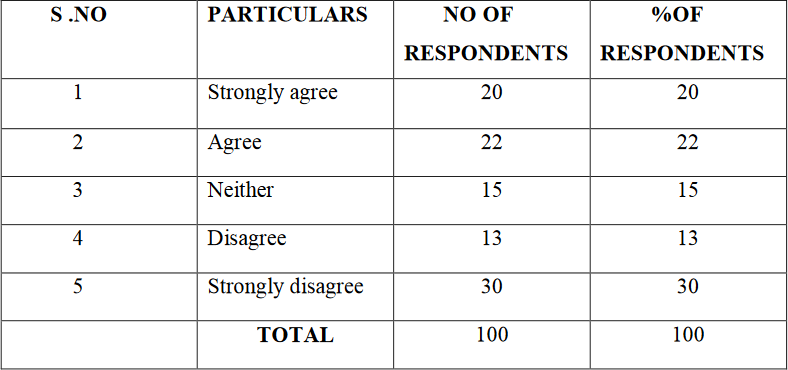 S .NO PARTICULARS NO OF RESPONDENTS %OF RESPONDENTS
1 Strongly agree 20 20
2 Agree 22 22
3 Neither 15 15
4 Disagree 13 13
5 Strongly disagree 30 30
TOTAL 100 100